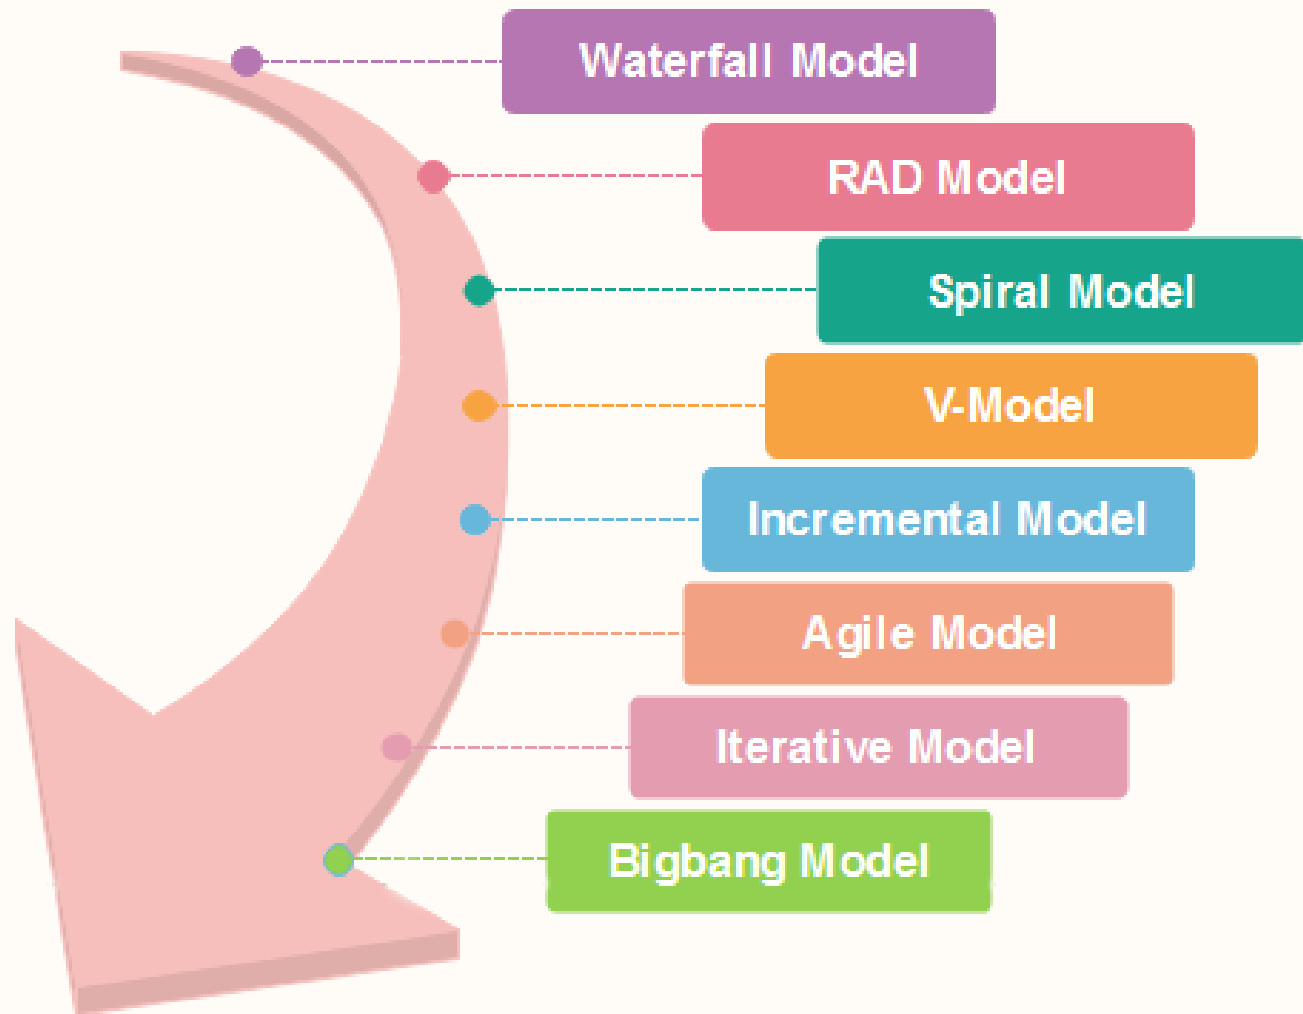 Waterfall Model
RAD Model
Spiral Model
V-Model
Incremental Model
Agile Model
Iterative Model
Bigbang Model